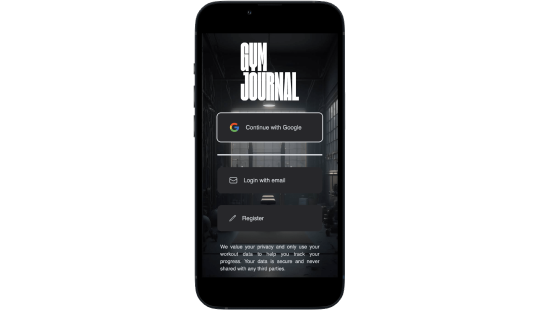 GYM
JOURNAL
Continue with Google
Login with email
Register
We value your privacy and only use your
workout data to help you track your
progress. Your data is secure and never
shared with any third parties.